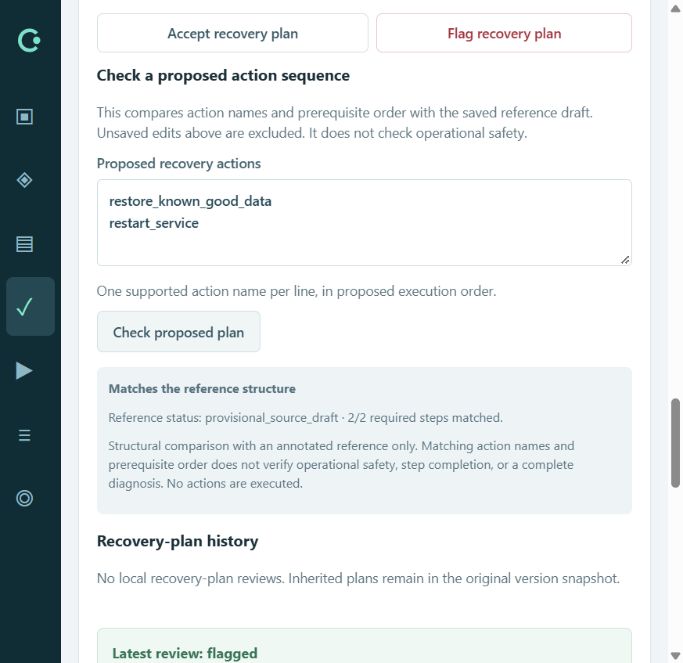 Accept recovery plan
Flag recovery plan
Check a proposed action sequence
This compares action names and prerequisite order with the saved reference draft.
Unsaved edits above are excluded. It does not check operational safety.
Proposed recovery actions
restore_known_good_data
restart_service
One supported action name per line, in proposed execution order.
Check proposed plan
Matches the reference structure
Reference status: provisional_source_draft · 2/2 required steps matched.
Structural comparison with an annotated reference only. Matching action names and
prerequisite order does not verify operational safety, step completion, or a complete
diagnosis. No actions are executed.
Recovery-plan history
No local recovery-plan reviews. Inherited plans remain in the original version snapshot.
Latest review: flagged